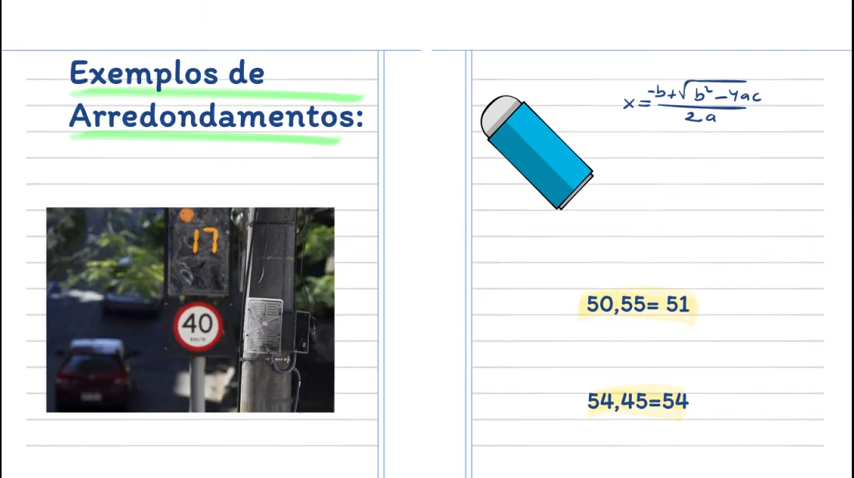 Exemplos de
Arredondamentos:
17
40
x = -b+√b²-4ac
2a
50,55= 51
54,45=54